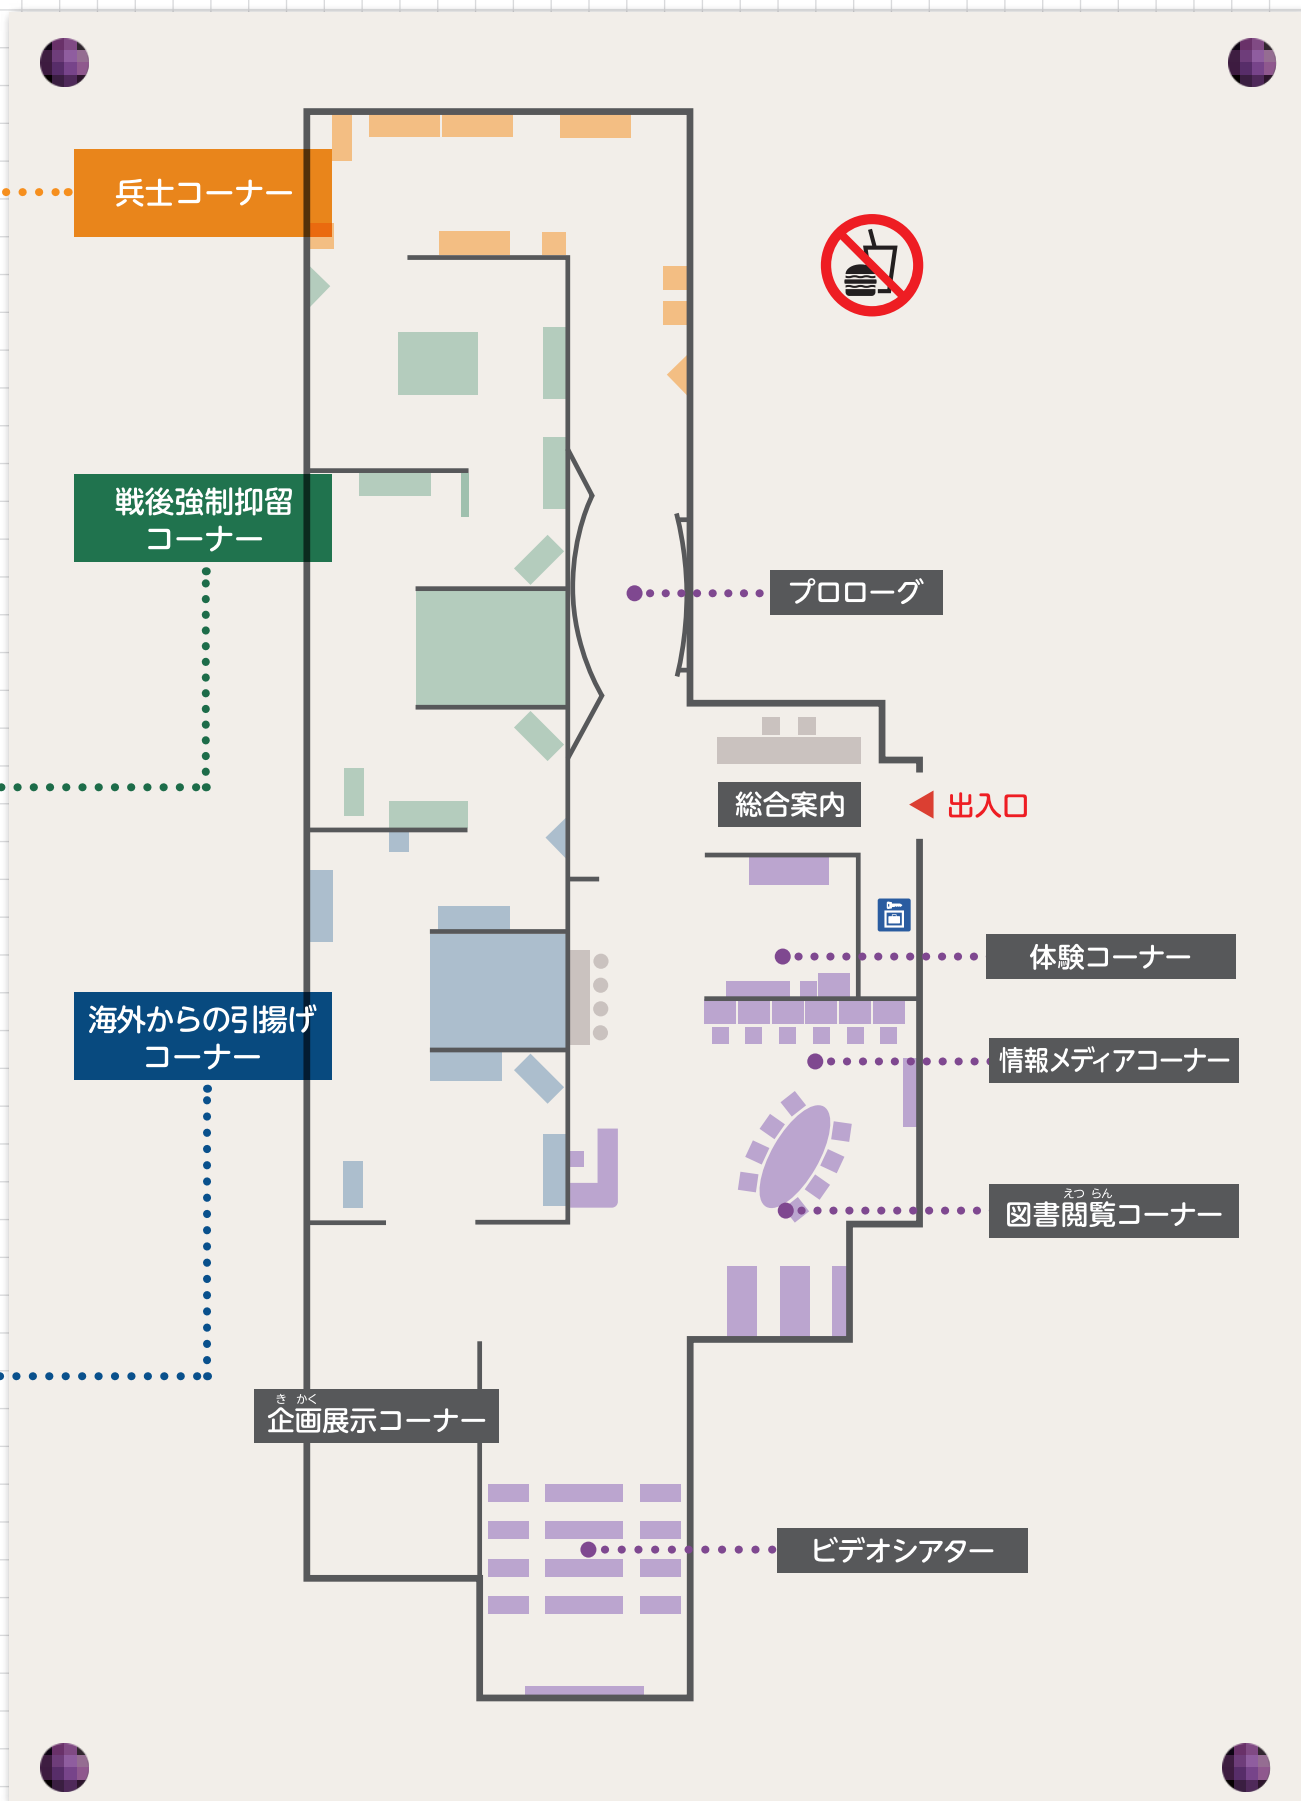 兵士コーナー
戦後強制抑留
コーナー
プロローグ
総合案内
出入口
体験コーナー
海外からの引揚げ
コーナー
情報メディアコーナー
えつ らん
図書閲覧コーナー
き かく
企画展示コーナー
ビデオシアター